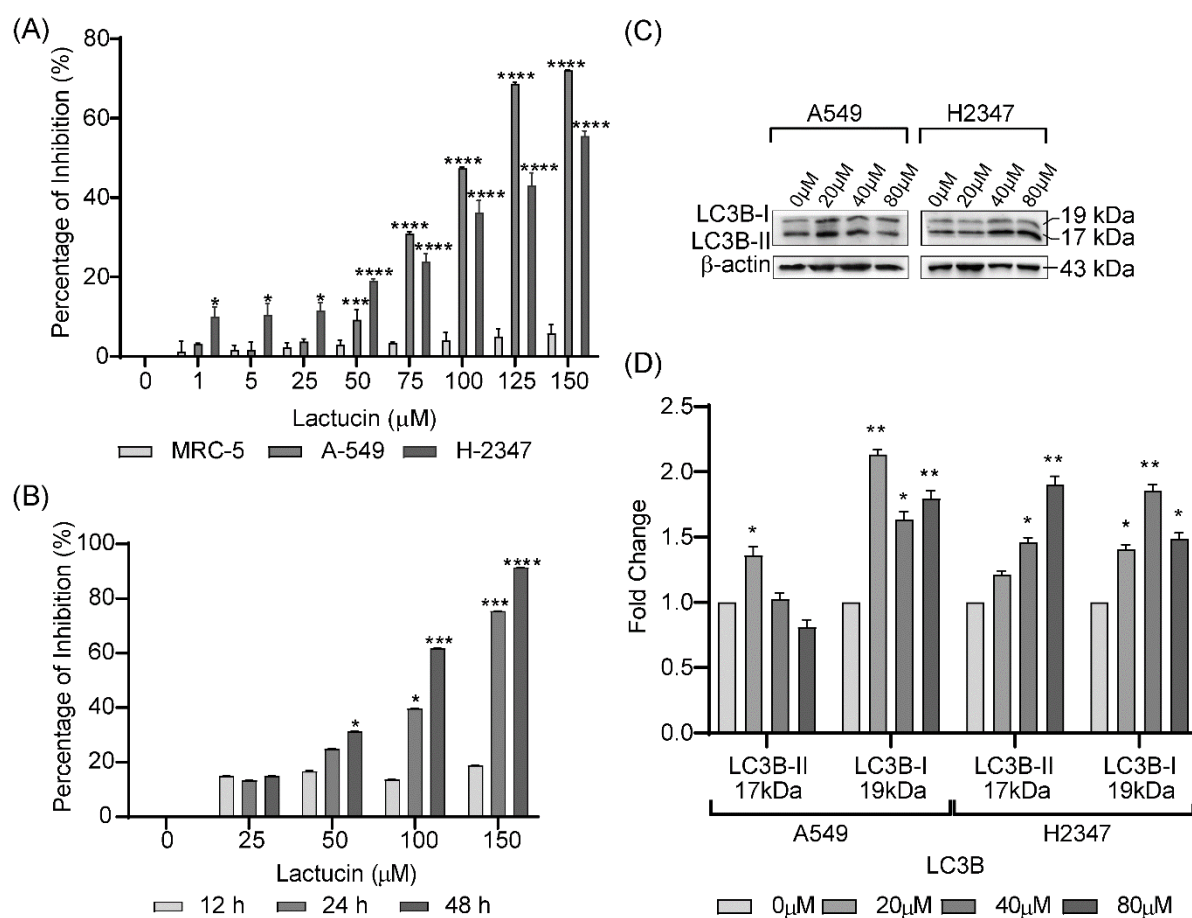 (A)
Percentage of Inhibition (%)
80
60
40
20
0
* * * *** **** **** **** **** **** **** **** **** ****
0 1 5 25 50 75 100 125 150
Lactucin (μM)
MRC-5 A-549 H-2347
(B)
Percentage of Inhibition (%)
100
80
60
40
20
0
* * *** *** ****
0 25 50 100 150
Lactucin (μM)
12 h 24 h 48 h
(C)
A549 H2347
0μM 20μM 40μM 80μM 0μM 20μM 40μM 80μM
LC3B-I 19 kDa
LC3B-II 17 kDa
β-actin 43 kDa
(D)
Fold Change
2.5
2.0
1.5
1.0
0.5
0.0
* ** * ** * ** * ** *
LC3B-II LC3B-I LC3B-II LC3B-I
17kDa 19kDa 17kDa 19kDa
A549 H2347
LC3B
0μM 20μM 40μM 80μM